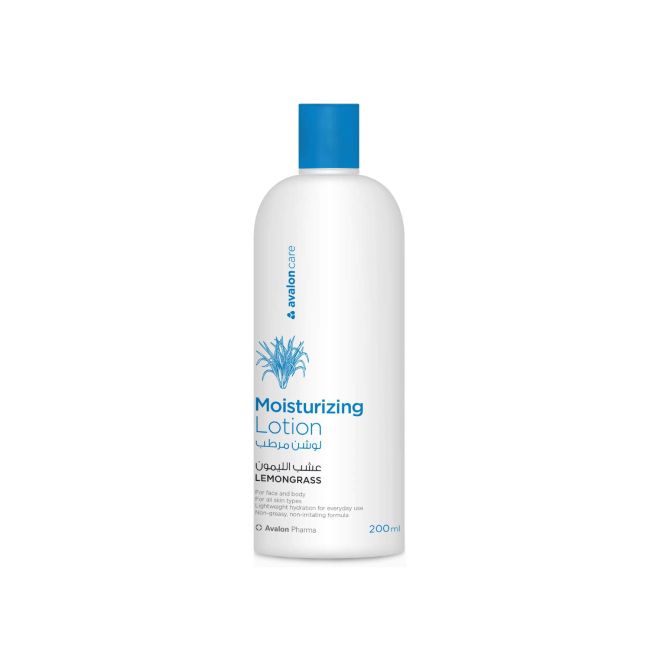 avalon care
Moisturizing
Lotion
لوشن مرطب
عشب الليمون
LEMONGRASS
For face and body
For all skin types
Lightweight hydration for everyday use
Non-greasy, non-irritating formula
Avalon Pharma
200ml